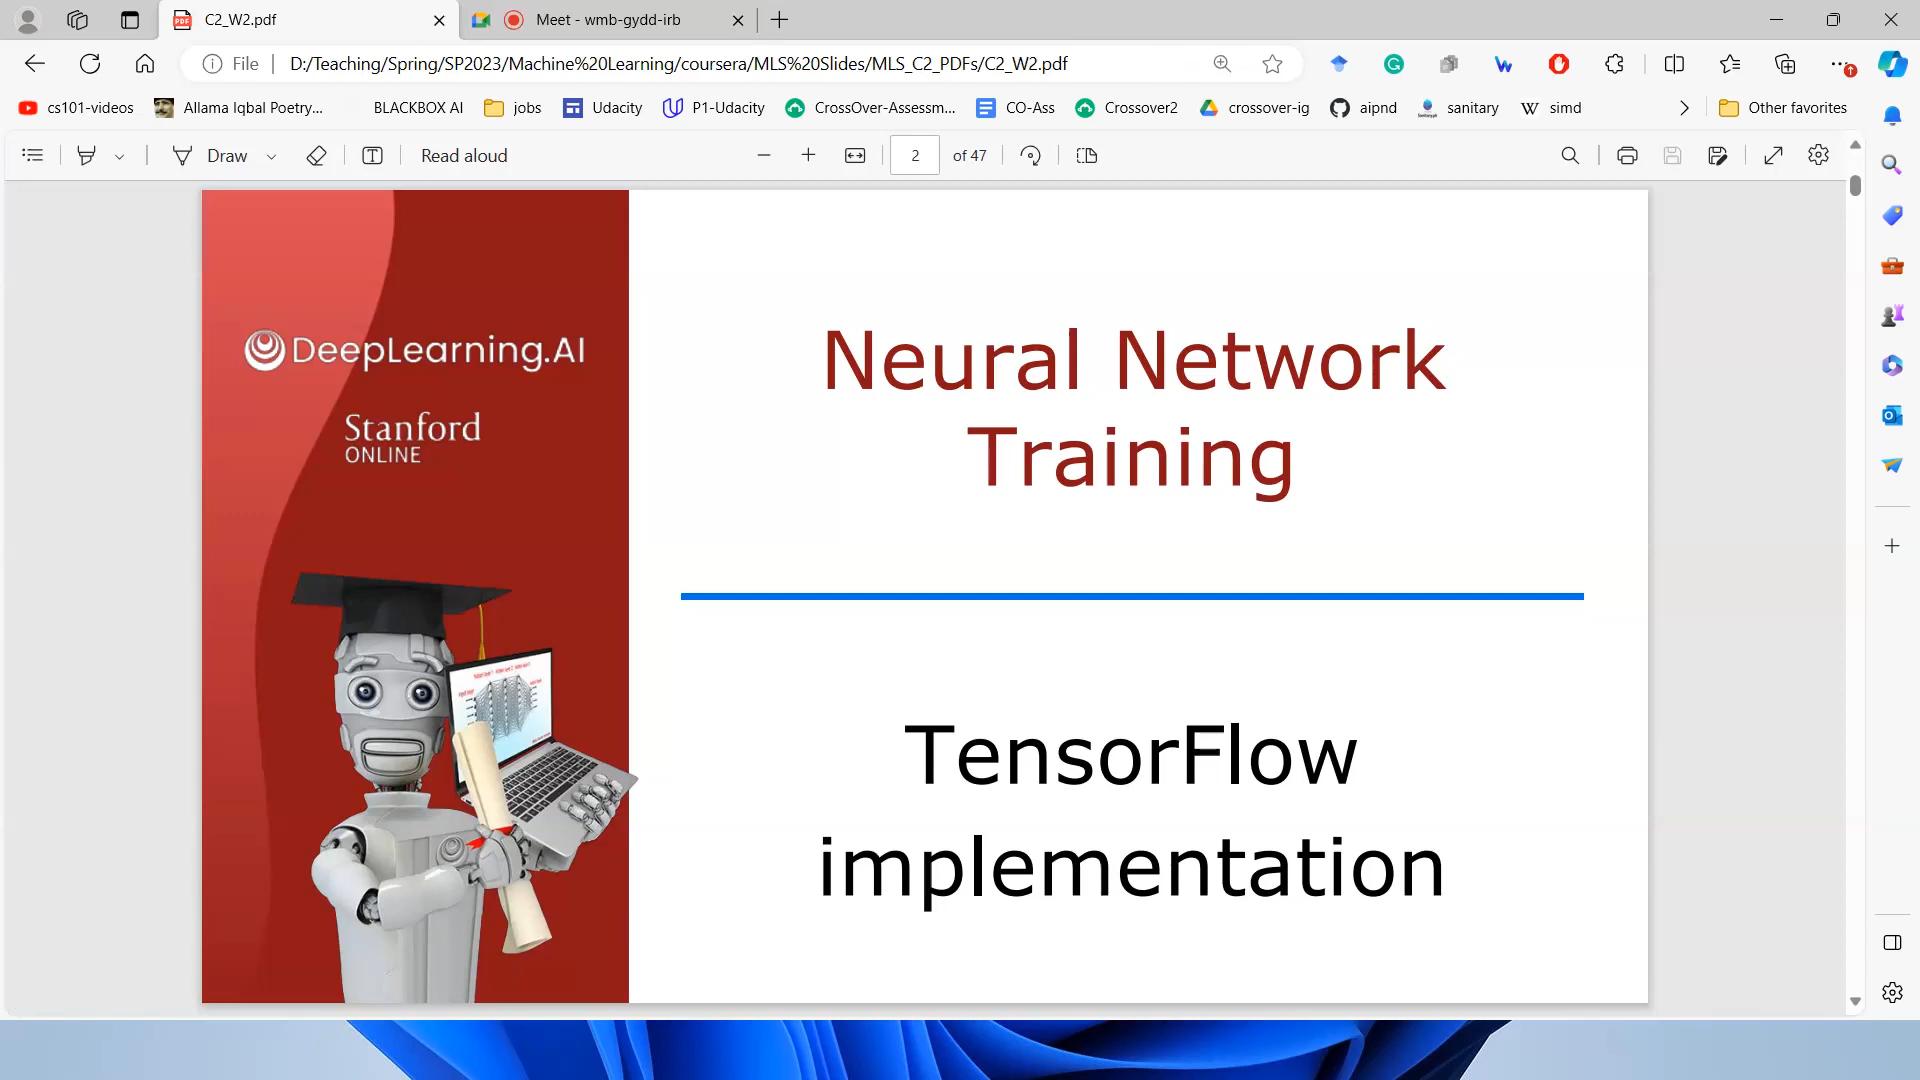 C2_W2.pdf
Meet - wmb-gydd-irb
File
D:/Teaching/Spring/SP2023/Machine%20Learning/coursera/MLS%20Slides/MLS_C2_PDFs/C2_W2.pdf
cs101-videos
Allama Iqbal Poetry...
BLACKBOX AI
jobs
Udacity
P1-Udacity
CrossOver-Assessm...
CO-Ass
Crossover2
crossover-ig
aipnd
sanitary
simd
Other favorites
Draw
Read aloud
2
of 47
DeepLearning.AI
Stanford
ONLINE
Neural Network
Training
TensorFlow
implementation